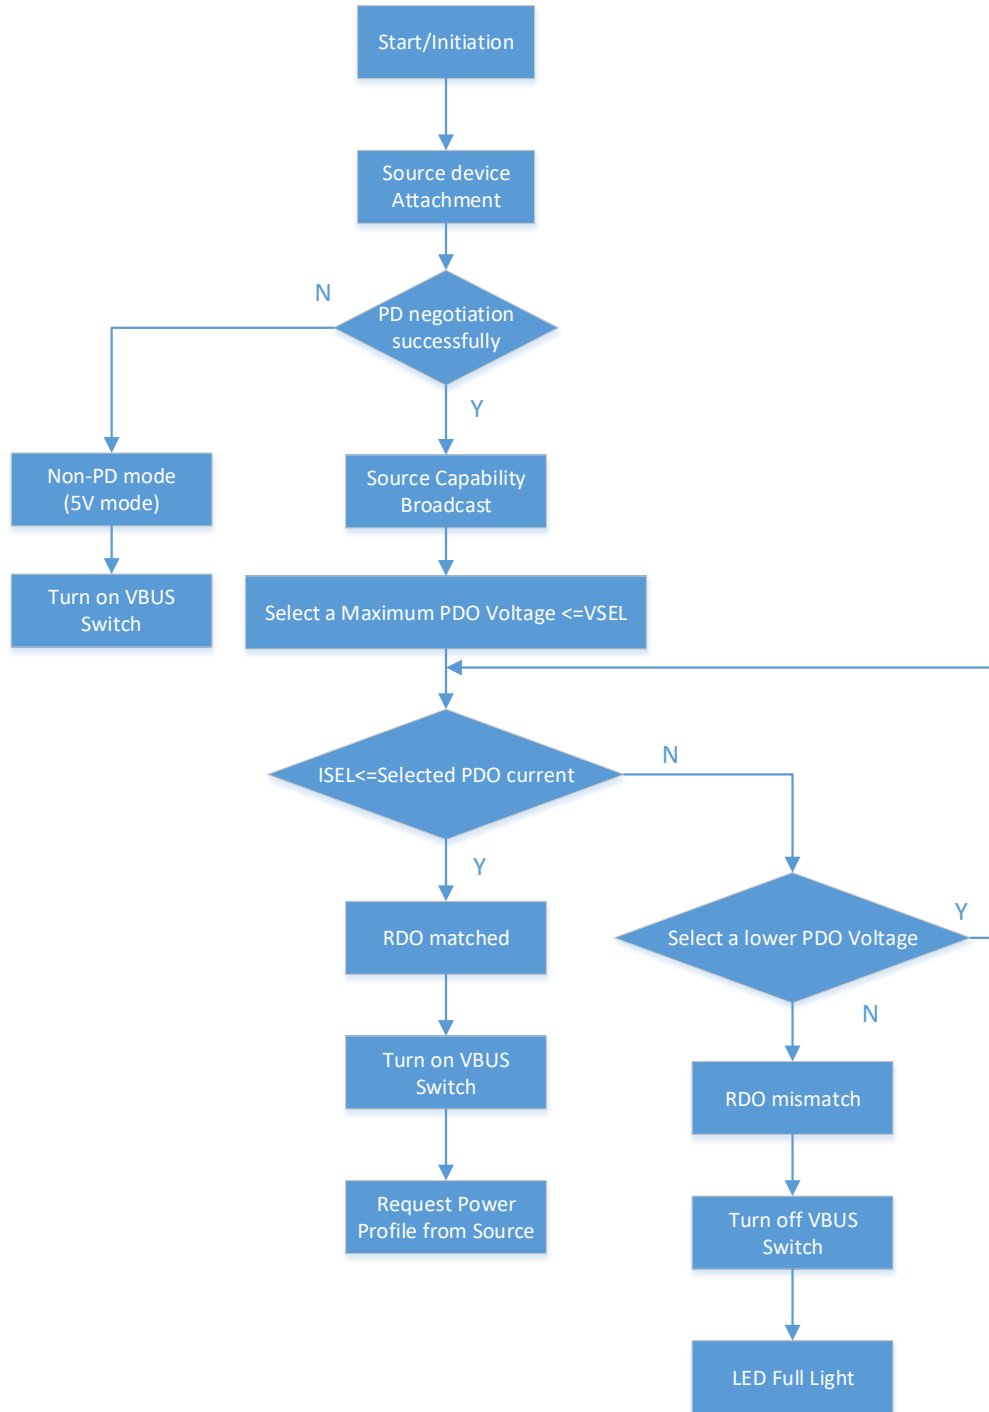 Start/Initiation
Source device
Attachment
N
PD negotiation
successfully
Y
Non-PD mode
(5V mode)
Source Capability
Broadcast
Turn on VBUS
Switch
Select a Maximum PDO Voltage <=VSEL
ISEL<=Selected PDO current
N
Y
RDO matched
Select a lower PDO Voltage
Y
N
Turn on VBUS
Switch
RDO mismatch
Request Power
Profile from Source
Turn off VBUS
Switch
LED Full Light